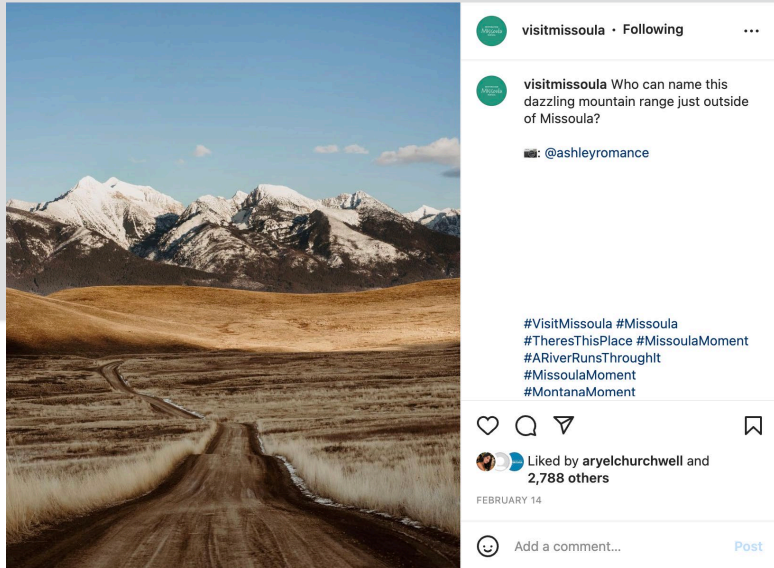 visitmissoula • Following
visitmissoula Who can name this
dazzling mountain range just outside
of Missoula?
📷: @ashleyromance
#VisitMissoula #Missoula
#TheresThisPlace #MissoulaMoment
#ARiverRunsThroughIt
#MissoulaMoment
#MontanaMoment
Liked by aryelchurchwell and
2,788 others
FEBRUARY 14
Add a comment...
Post